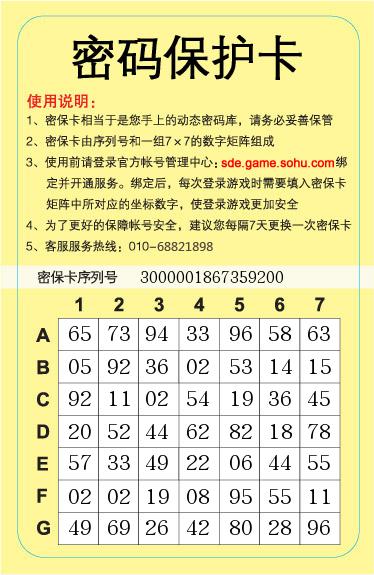 密码保护卡
使用说明：
1、密保卡相当于是您手上的动态密码库，请务必妥善保管
2、密保卡由序列号和一组7×7的数字矩阵组成
3、使用前请登录官方帐号管理中心：sde.game.sohu.com绑
定并开通服务。绑定后，每次登录游戏时需要填入密保卡
矩阵中所对应的坐标数字，使您登录游戏更加安全
4、为了更好的保障帐号安全，建议您每隔7天更换一次密保卡
5、客服服务热线：010-68821898
密保卡序列号 3000001867359200
1 2 3 4 5 6 7
A 65 73 94 33 96 58 63
B 05 92 36 02 53 14 15
C 92 11 02 54 19 36 45
D 20 52 44 62 82 18 78
E 57 33 49 22 06 44 55
F 02 02 19 08 95 55 11
G 49 69 26 42 80 28 96